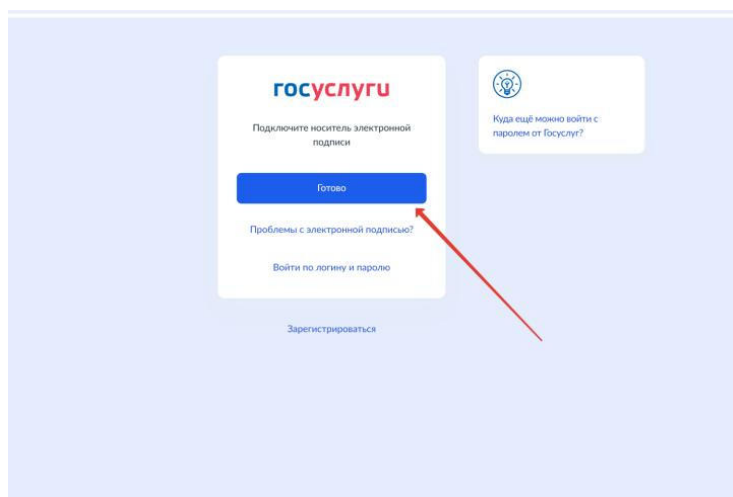 госуслуги
Подключите носитель электронной
подписи
Готово
Проблемы с электронной подписью?
Войти по логину и паролю
Зарегистрироваться
Куда ещё можно войти с
паролем от Госуслуг?